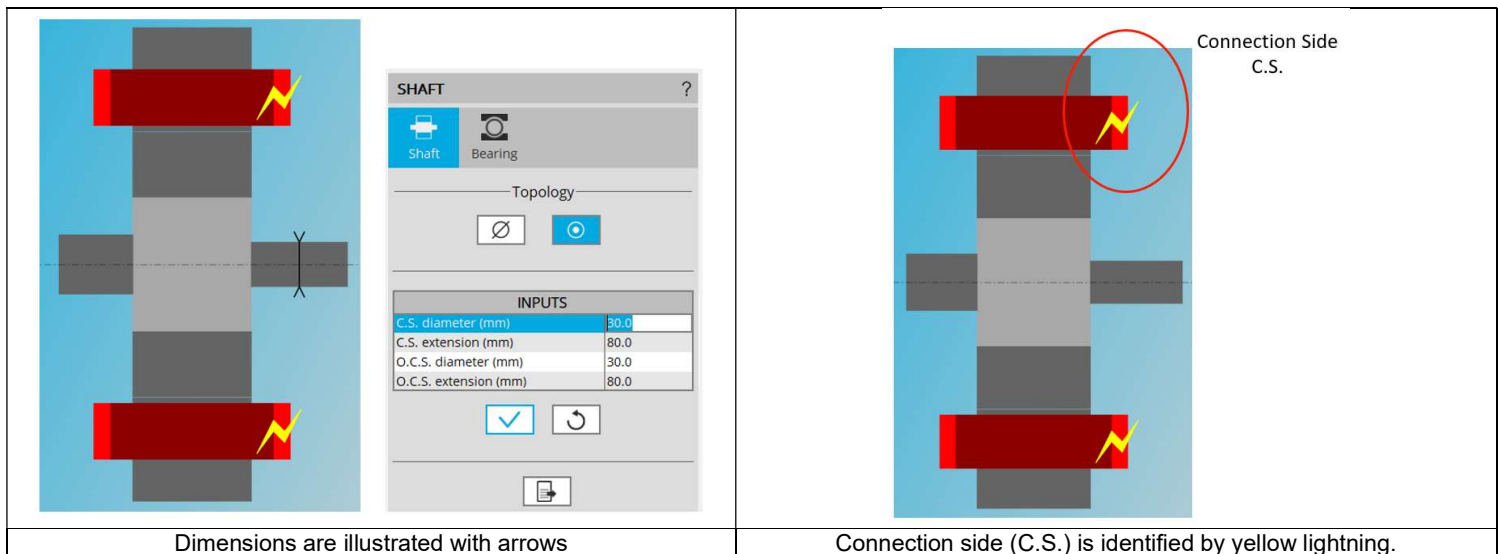 SHAFT ?
Shaft Bearing
Topology
INPUTS
C.S. diameter (mm) 30.0
C.S. extension (mm) 80.0
O.C.S. diameter (mm) 30.0
O.C.S. extension (mm) 80.0
Dimensions are illustrated with arrows
Connection Side
C.S.
Connection side (C.S.) is identified by yellow lightning.